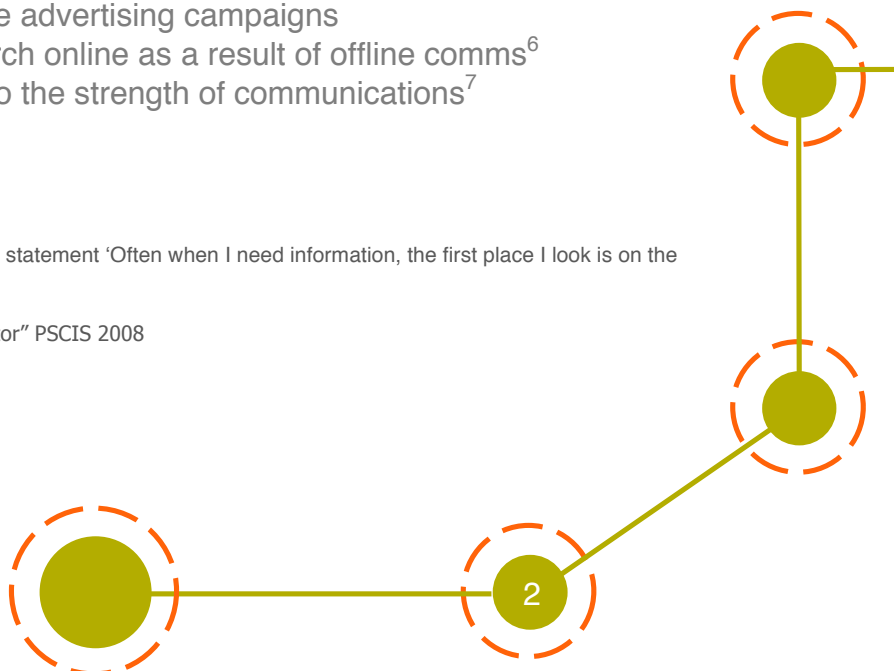 e advertising campaigns
rch online as a result of offline comms⁶
o the strength of communications⁷
statement ‘Often when I need information, the first place I look is on the
or” PSCIS 2008
2